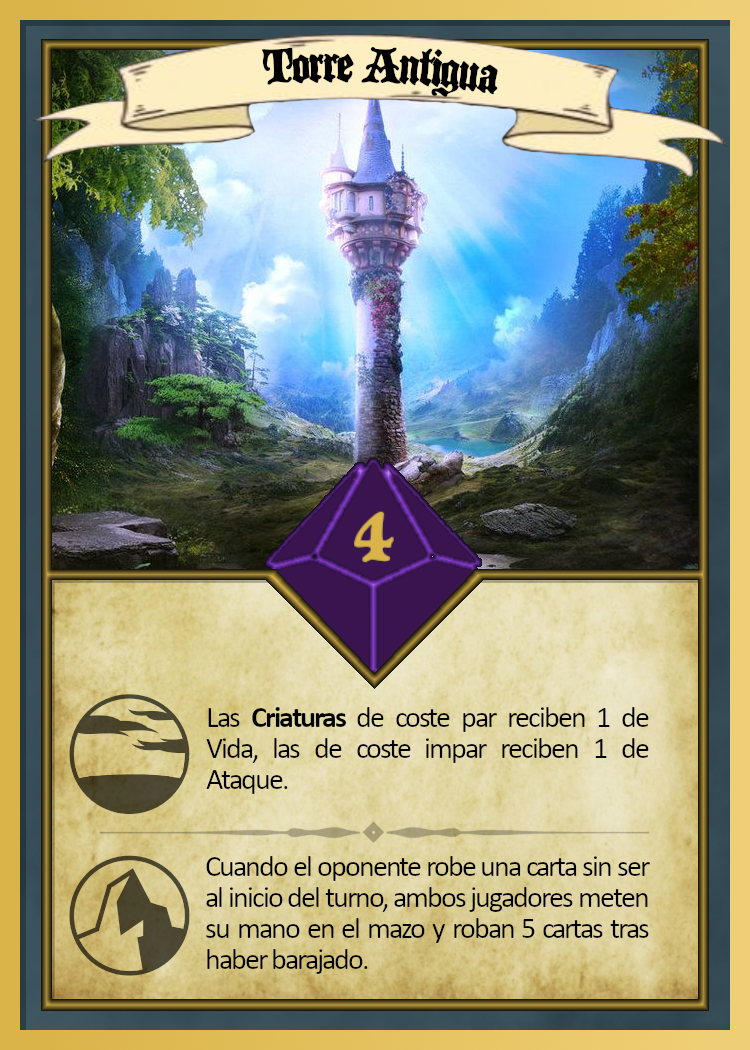 Torre Antigua
4
Las Criaturas de coste par reciben 1 de
Vida, las de coste impar reciben 1 de
Ataque.
Cuando el oponente robe una carta sin ser
al inicio del turno, ambos jugadores meten
su mano en el mazo y roban 5 cartas tras
haber barajado.